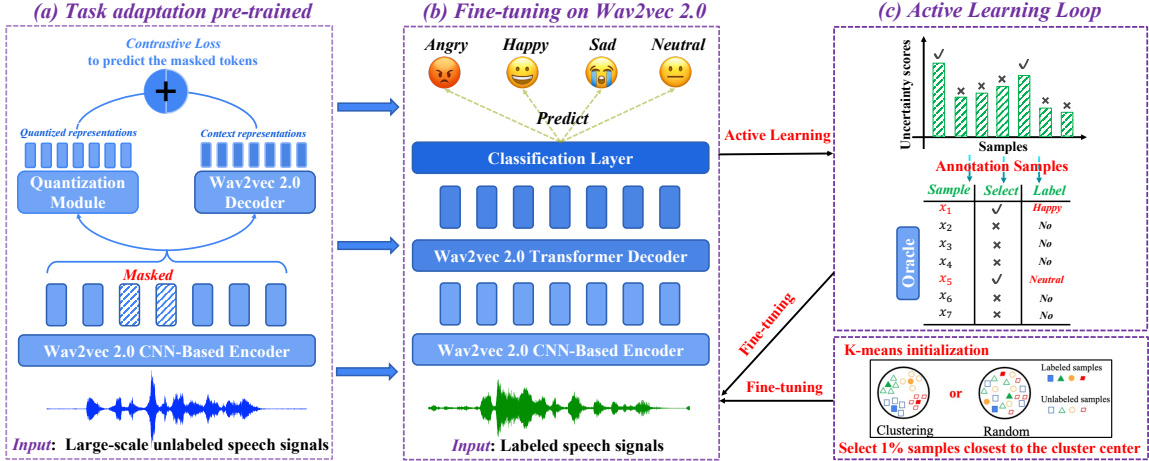 (a) Task adaptation pre-trained
Contrastive Loss
to predict the masked tokens
+
Quantized representations
Context representations
Quantization
Module
Wav2vec 2.0
Decoder
Masked
Wav2vec 2.0 CNN-Based Encoder
Input: Large-scale unlabeled speech signals
(b) Fine-tuning on Wav2vec 2.0
Angry Happy Sad Neutral
Predict
Classification Layer
Wav2vec 2.0 Transformer Decoder
Wav2vec 2.0 CNN-Based Encoder
Input: Labeled speech signals
Active Learning
Fine-tuning
Fine-tuning
(c) Active Learning Loop
Uncertainty scores
Samples
Annotation Samples
Oracle
Sample Select Label
x₁ ✓ Happy
x₂ × No
x₃ × No
x₄ × No
x₅ ✓ Neutral
x₆ × No
x₇ × No
K-means initialization
Clustering
or
Random
Labeled samples
Unlabeled samples
Select 1% samples closest to the cluster center